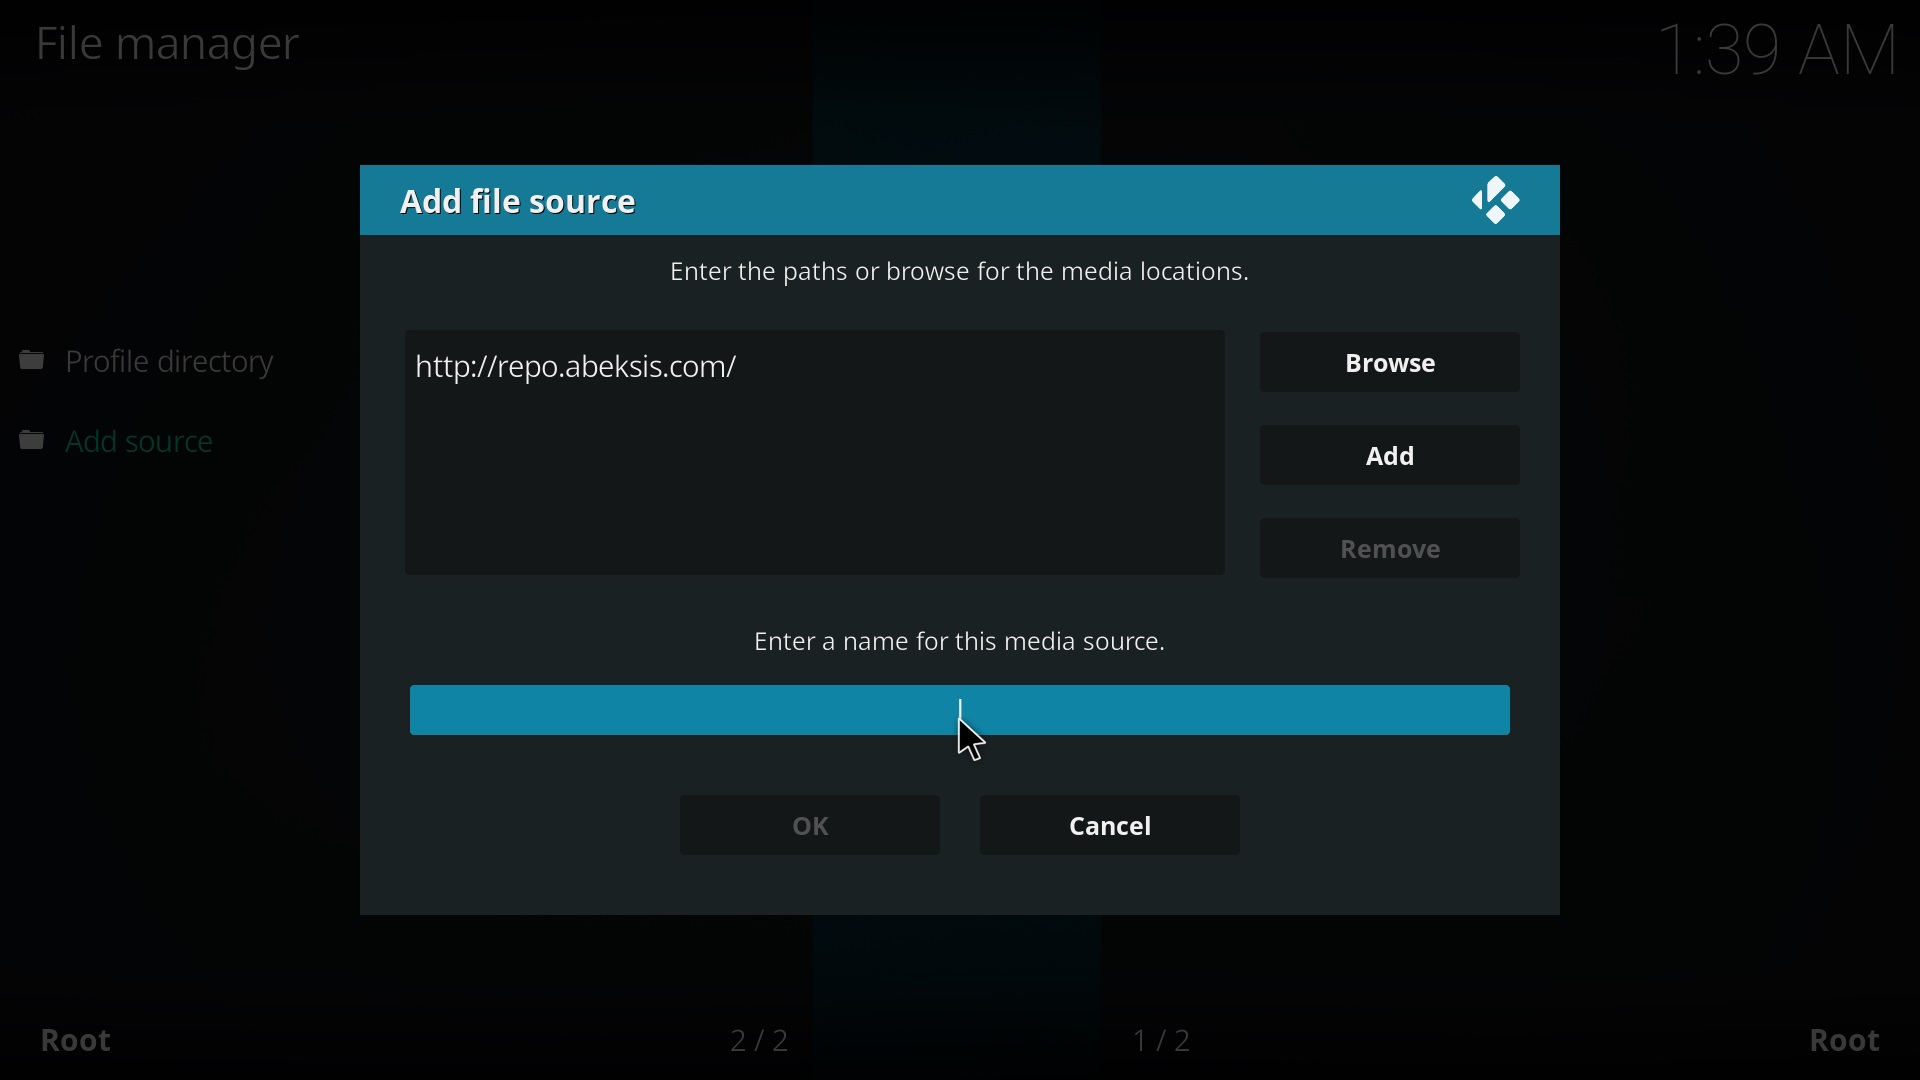 File manager
1:39 AM
Add file source
Enter the paths or browse for the media locations.
http://repo.abeksis.com/
Browse
Add
Remove
Profile directory
Add source
Enter a name for this media source.
OK
Cancel
Root
2 / 2
1 / 2
Root